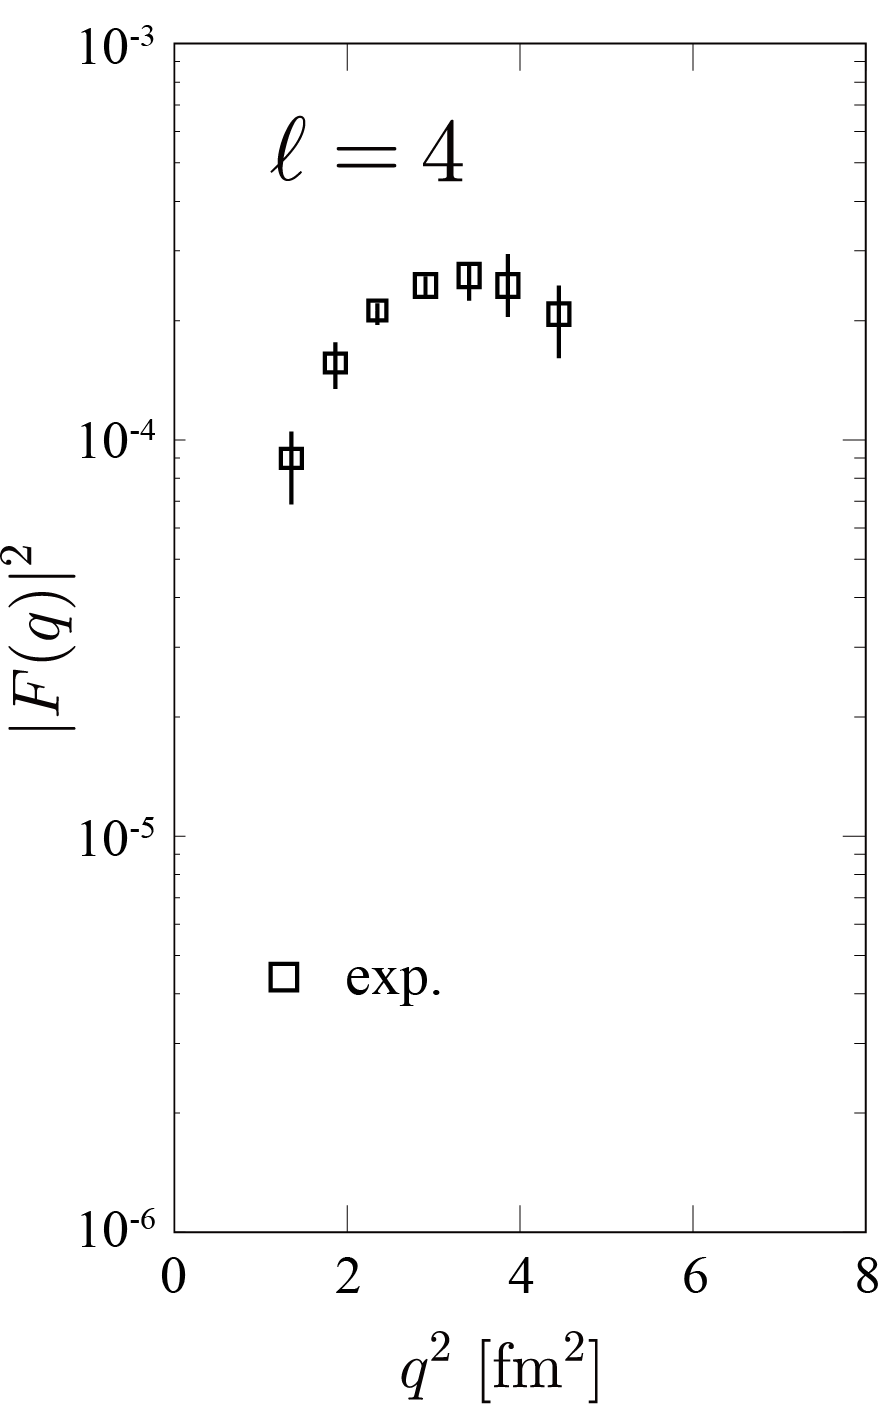 10⁻³
ℓ = 4
10⁻⁴
|F(q)|²
10⁻⁵
exp.
10⁻⁶
0 2 4 6 8
q² [fm²]